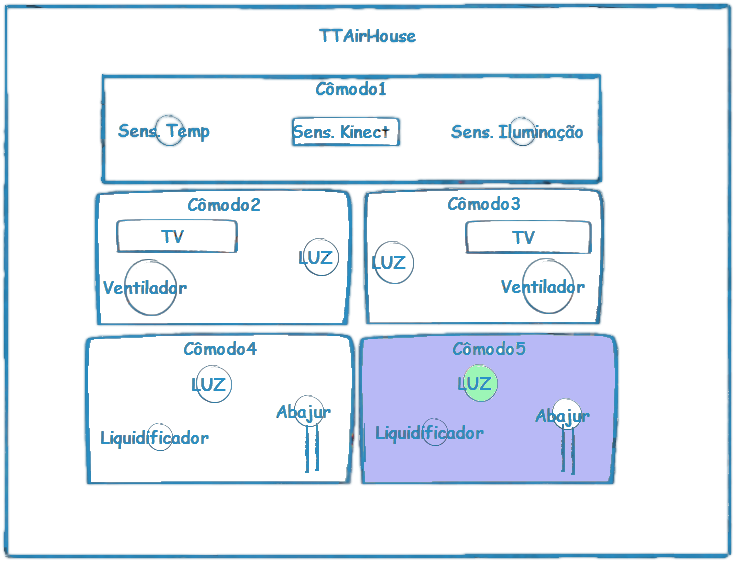 TTAirHouse
Cômodo1
Sens. Temp
Sens. Kinect
Sens. Iluminação
Cômodo2
TV
LUZ
Ventilador
Cômodo3
TV
LUZ
Ventilador
Cômodo4
LUZ
Abajur
Liquidificador
Cômodo5
LUZ
Abajur
Liquidificador